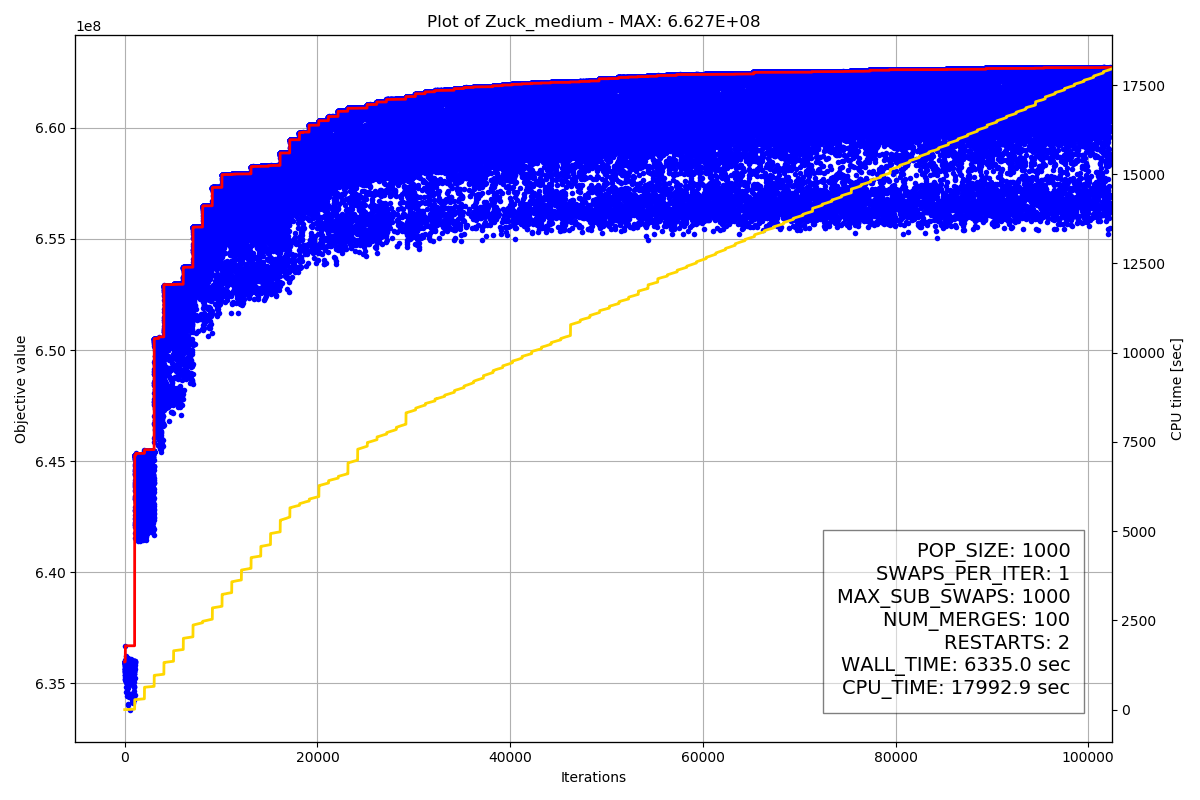 Plot of Zuck_medium - MAX: 6.627E+08
1e8
6.60
6.55
6.50
6.45
6.40
6.35
Objective value
17500
15000
12500
10000
7500
5000
2500
0
CPU time [sec]
POP_SIZE: 1000
SWAPS_PER_ITER: 1
MAX_SUB_SWAPS: 1000
NUM_MERGES: 100
RESTARTS: 2
WALL_TIME: 6335.0 sec
CPU_TIME: 17992.9 sec
0 20000 40000 60000 80000 100000
Iterations